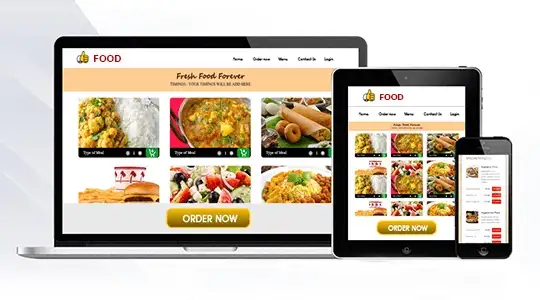 FOOD
Home Order now Menu Contact Us Login
Fresh Food Forever
TIMINGS : YOUR TIMINGS WILL BE ADD HERE
Type of Meal
Type of Meal
Type of Meal
ORDER NOW
FOOD
Home Order now Menu Contact Us Login
Fresh Food Forever
ORDER NOW